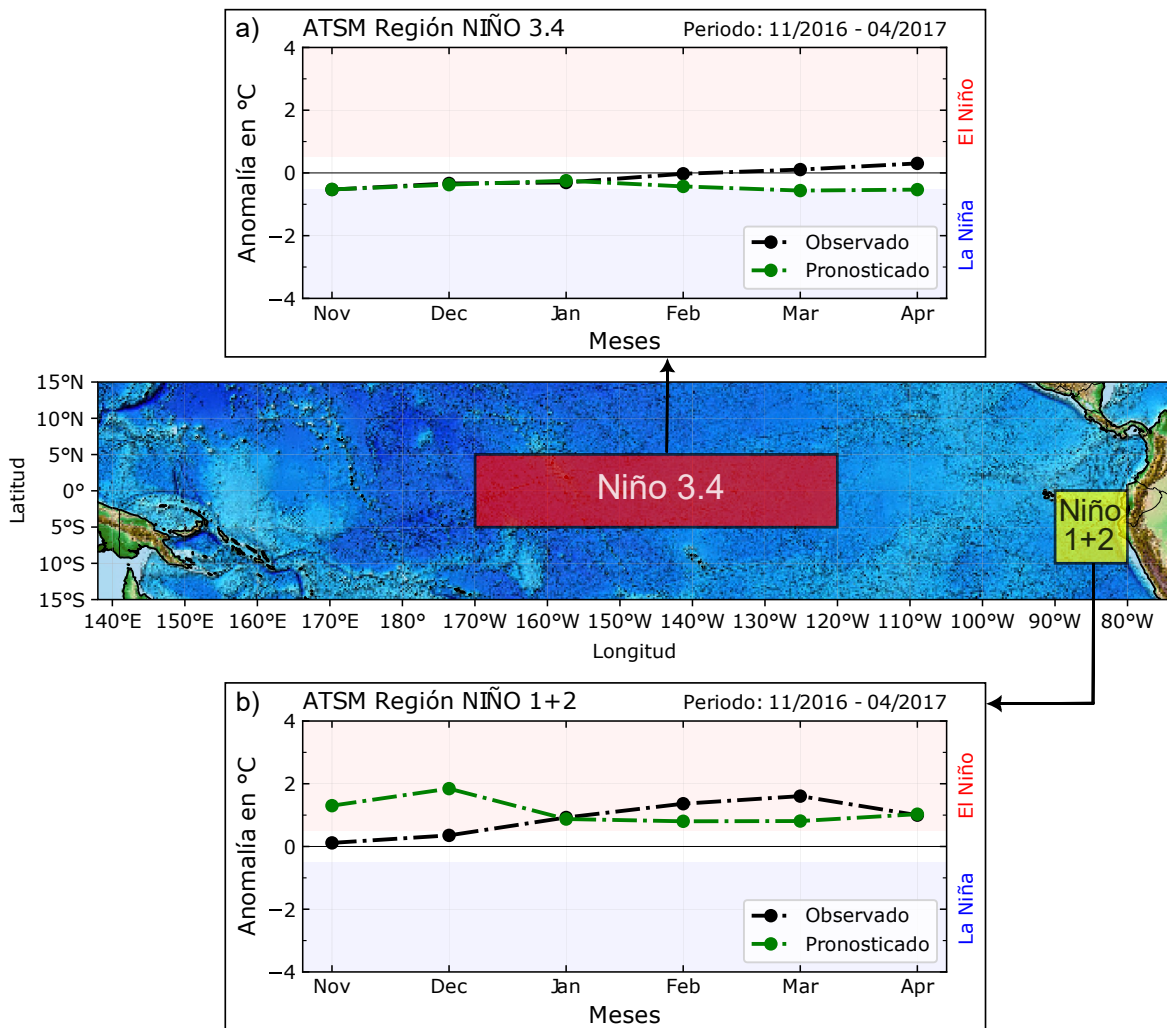 a) ATSM Región NIÑO 3.4 Periodo: 11/2016 - 04/2017
4
2
0
−2
−4
Anomalía en °C
El Niño
La Niña
Observado
Pronosticado
Nov Dec Jan Feb Mar Apr
Meses
15°N
10°N
5°N
0°
5°S
10°S
15°S
Latitud
Niño 3.4
Niño
1+2
140°E 150°E 160°E 170°E 180° 170°W 160°W 150°W 140°W 130°W 120°W 110°W 100°W 90°W 80°W
Longitud
b) ATSM Región NIÑO 1+2 Periodo: 11/2016 - 04/2017
4
2
0
−2
−4
Anomalía en °C
El Niño
La Niña
Observado
Pronosticado
Nov Dec Jan Feb Mar Apr
Meses